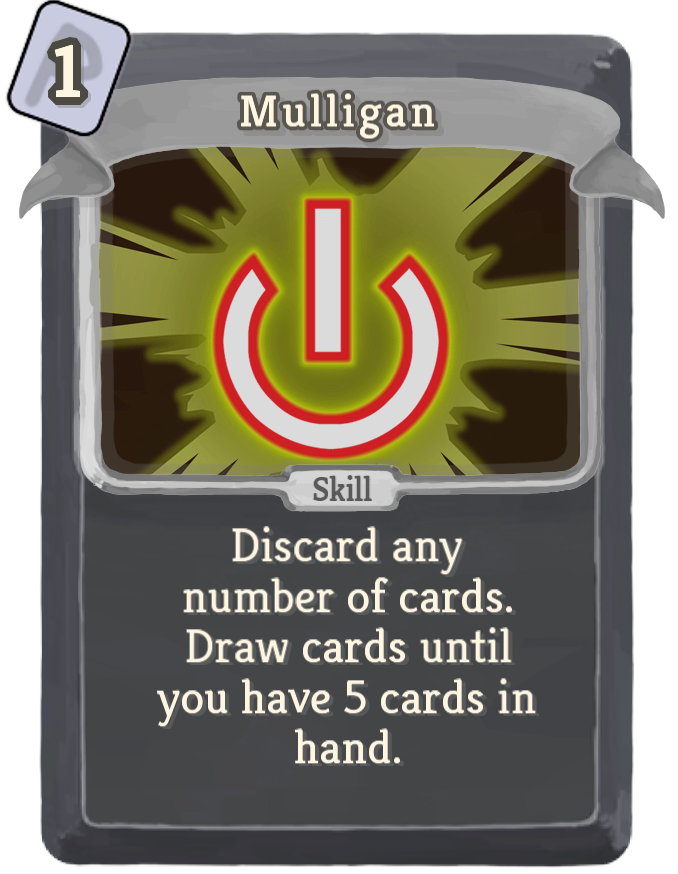 1
Mulligan
Skill
Discard any
number of cards.
Draw cards until
you have 5 cards in
hand.